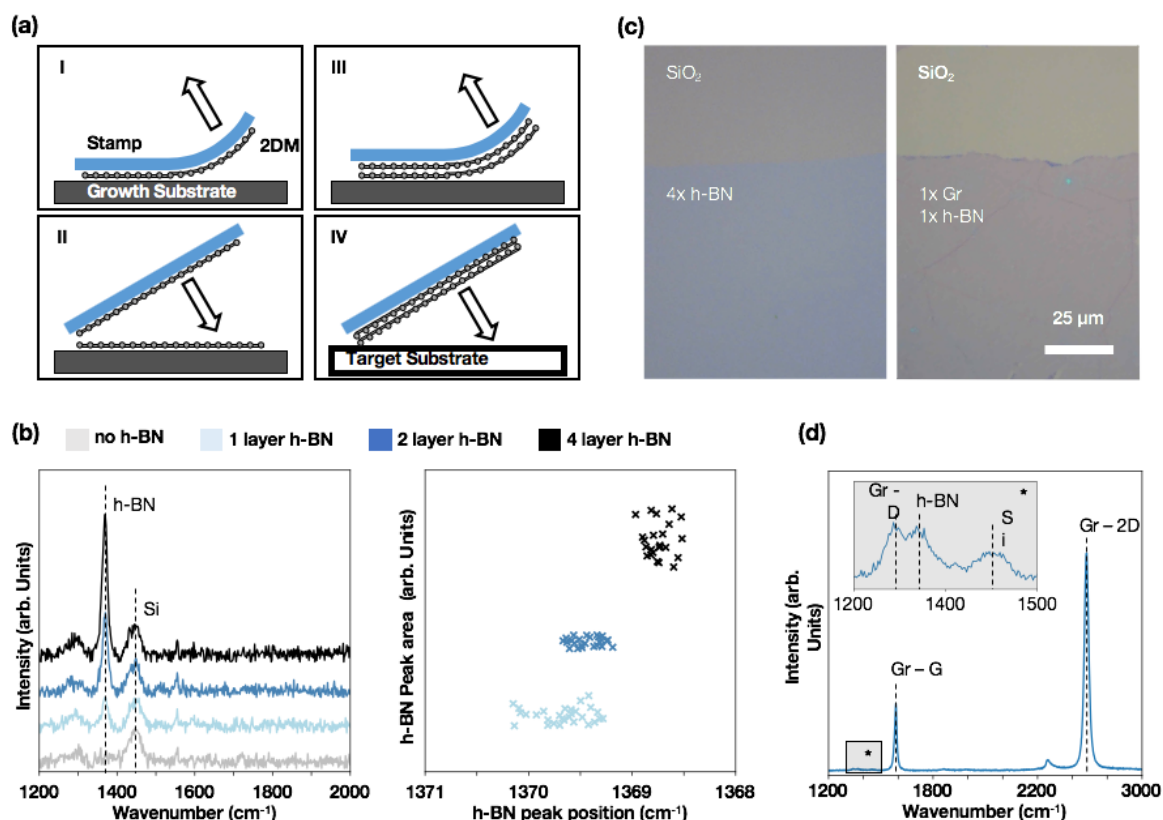 (a)
I
Stamp
2DM
Growth Substrate
III
II
IV
Target Substrate
(c)
SiO₂
4x h-BN
SiO₂
1x Gr
1x h-BN
25 µm
(b)
no h-BN
1 layer h-BN
2 layer h-BN
4 layer h-BN
h-BN
Si
Intensity (arb. Units)
1200 1400 1600 1800 2000
Wavenumber (cm⁻¹)
h-BN Peak area (arb. Units)
1371 1370 1369 1368
h-BN peak position (cm⁻¹)
(d)
Gr -
D
h-BN
S
i
1200 1400 1500
Gr – 2D
Gr – G
Intensity (arb.
Units)
1200 1800 2200 3000
Wavenumber (cm⁻¹)